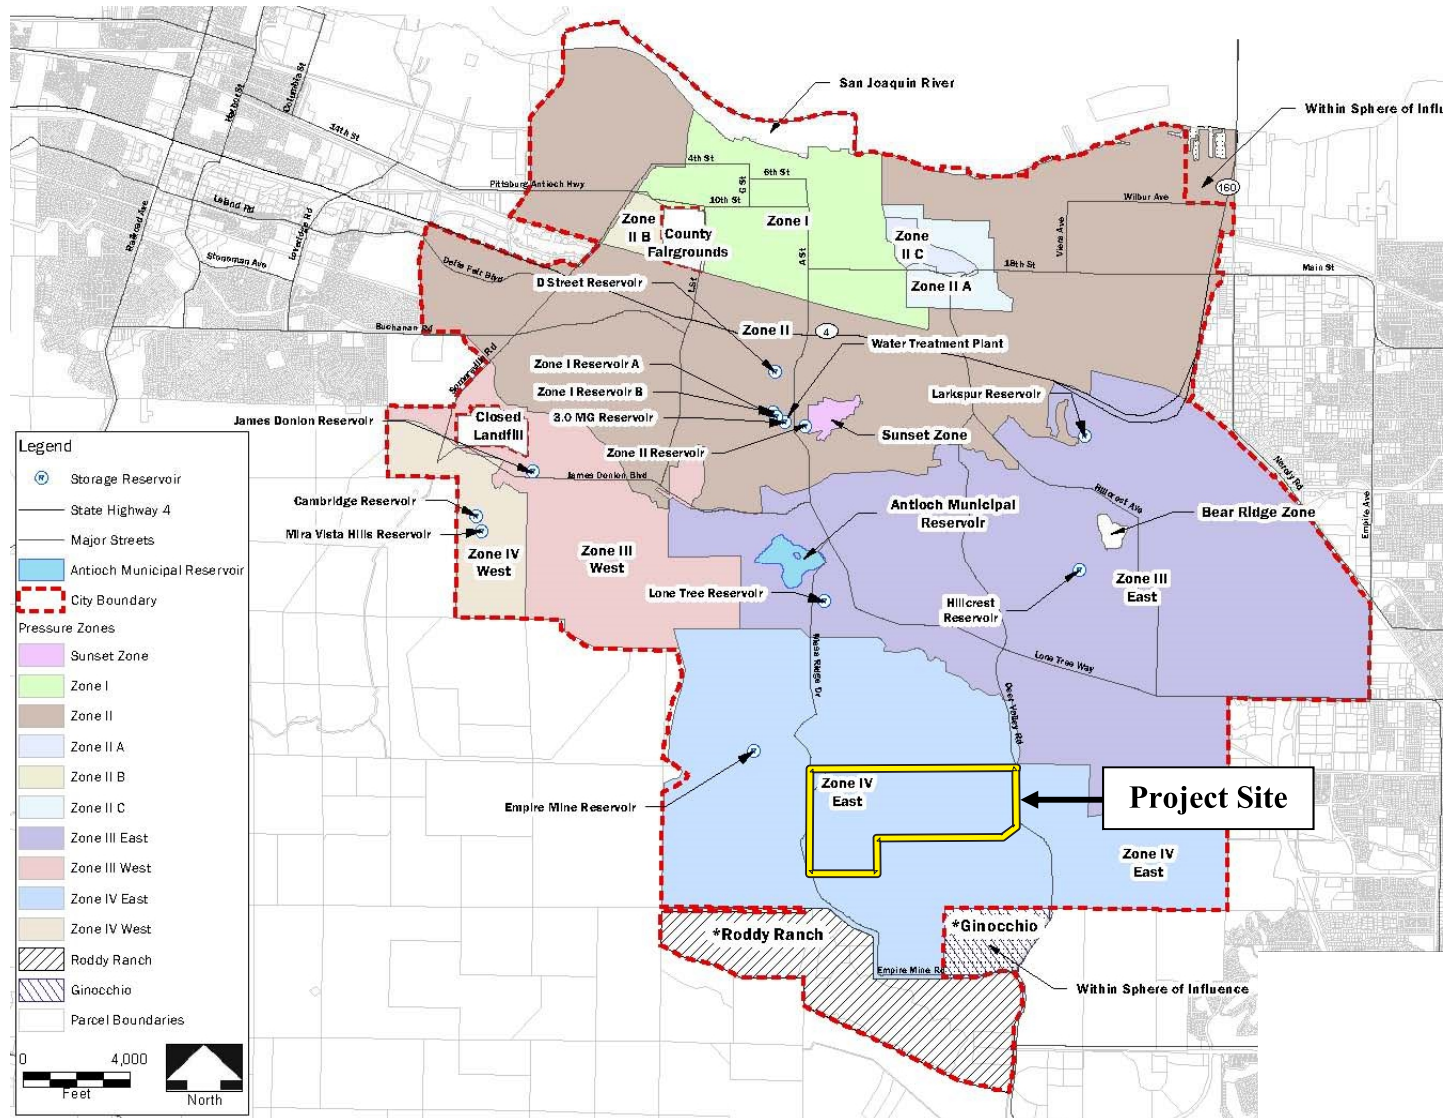 San Joaquin River
Within Sphere of Influ
Harbor St
Columbia St
14th St
Pittsburg Antioch Hwy
4th St
6th St
G St
10th St
Zone I
A St
L St
Wilbur Ave
160
Viera Ave
18th St
Main St
Railroad Ave
Leland Rd
Loveridge Rd
Stoneman Ave
Delta Fair Blvd
Buchanan Rd
Somersville Rd
Zone
II B
County
Fairgrounds
Zone
II C
Zone II A
D Street Reservoir
Zone II
4
Water Treatment Plant
Zone I Reservoir A
Zone I Reservoir B
3.0 MG Reservoir
Larkspur Reservoir
James Donlon Reservoir
Closed
Landfill
Zone II Reservoir
Sunset Zone
James Donlon Blvd
Neroly Rd
Empire Ave
Hillcrest Ave
Cambridge Reservoir
Mira Vista Hills Reservoir
Zone IV
West
Zone III
West
Antioch Municipal
Reservoir
Bear Ridge Zone
Zone III
East
Lone Tree Reservoir
Hillcrest
Reservoir
Lone Tree Way
Deer Valley Rd
Empire Mine Reservoir
Zone IV
East
Project Site
Zone IV
East
*Roddy Ranch
*Ginocchio
Empire Mine Rd
Within Sphere of Influence
Legend
Storage Reservoir
State Highway 4
Major Streets
Antioch Municipal Reservoir
City Boundary
Pressure Zones
Sunset Zone
Zone I
Zone II
Zone II A
Zone II B
Zone II C
Zone III East
Zone III West
Zone IV East
Zone IV West
Roddy Ranch
Ginocchio
Parcel Boundaries
0 4,000
Feet
North